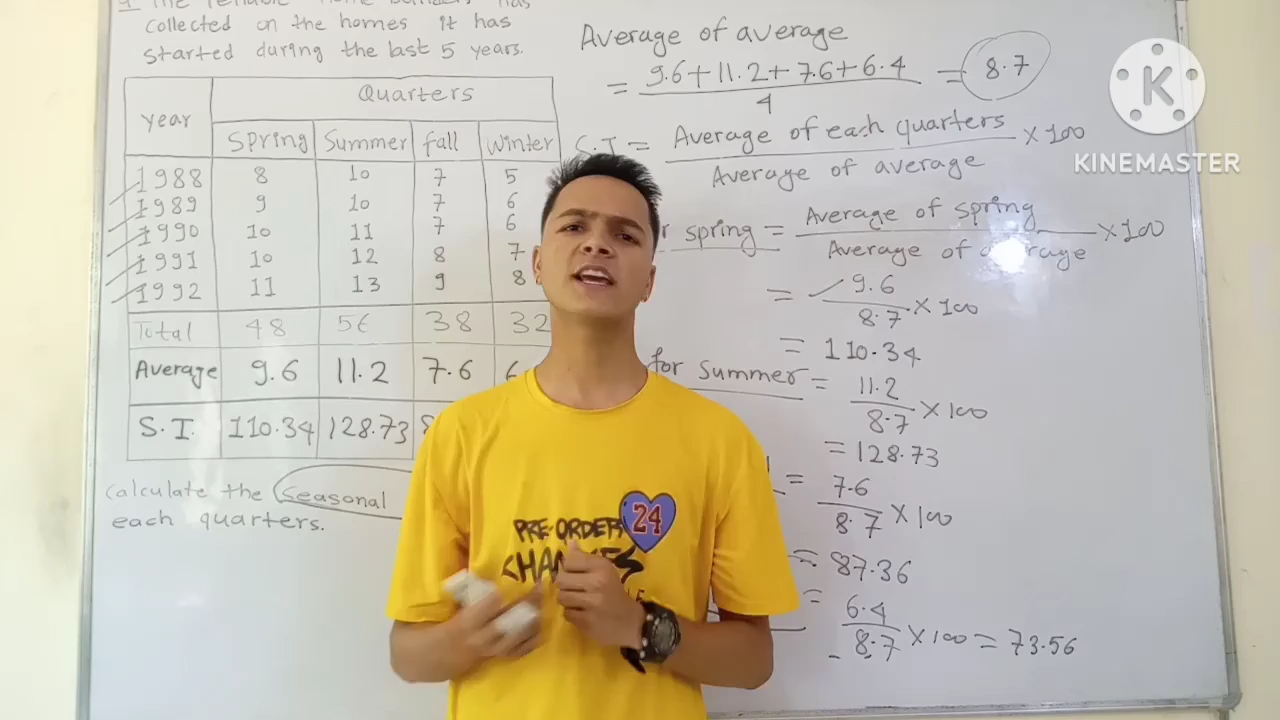 collected on the homes it has
started during the last 5 years.
year Quarters
Spring Summer fall winter
1988 8 10 7 5
1989 9 10 7 6
1990 10 11 7 6
1991 10 12 8 7
1992 11 13 9 8
Total 48 56 38 32
Average 9.6 11.2 7.6
S.I. 110.34 128.73
Calculate the seasonal
each quarters.
Average of average
= 9.6+11.2+7.6+6.4 / 4 = 8.7
S.I = Average of each quarters / Average of average ×100
spring = Average of spring / Average of average ×100
= 9.6 / 8.7 ×100
= 110.34
for summer = 11.2 / 8.7 ×100
= 128.73
= 7.6 / 8.7 ×100
= 87.36
= 6.4 / 8.7 ×100 = 73.56
K
KINEMASTER
PRE-ORDER
24